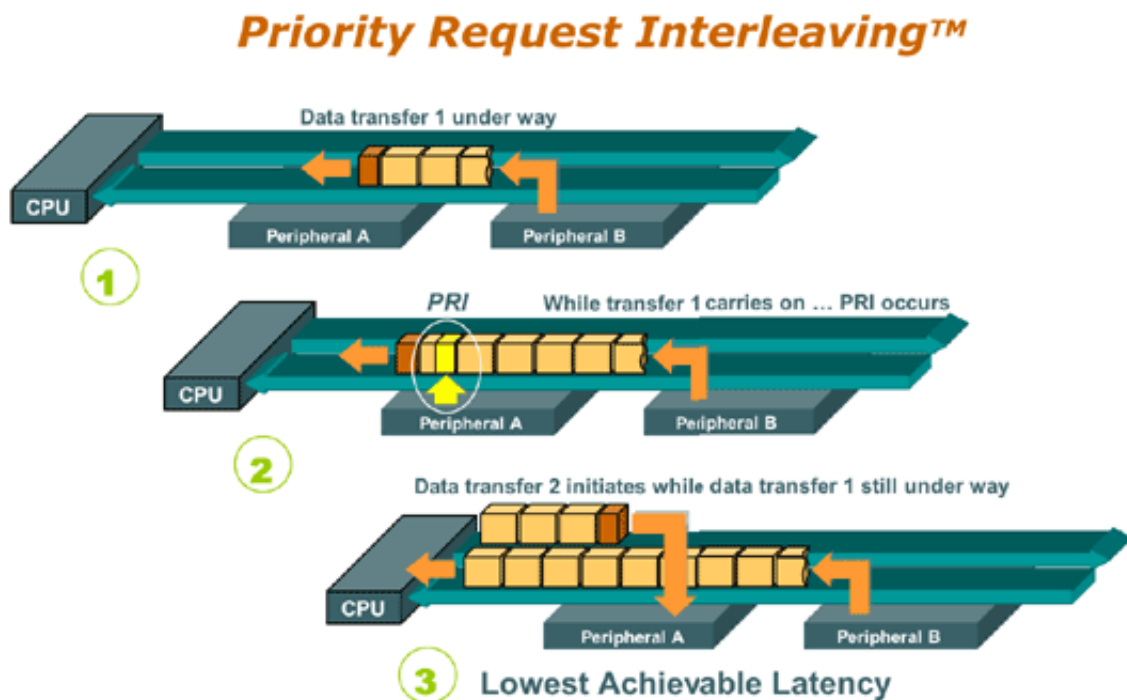 Priority Request Interleaving™
Data transfer 1 under way
CPU
Peripheral A
Peripheral B
1
PRI
While transfer 1 carries on ... PRI occurs
CPU
Peripheral A
Peripheral B
2
Data transfer 2 initiates while data transfer 1 still under way
CPU
Peripheral A
Peripheral B
3
Lowest Achievable Latency